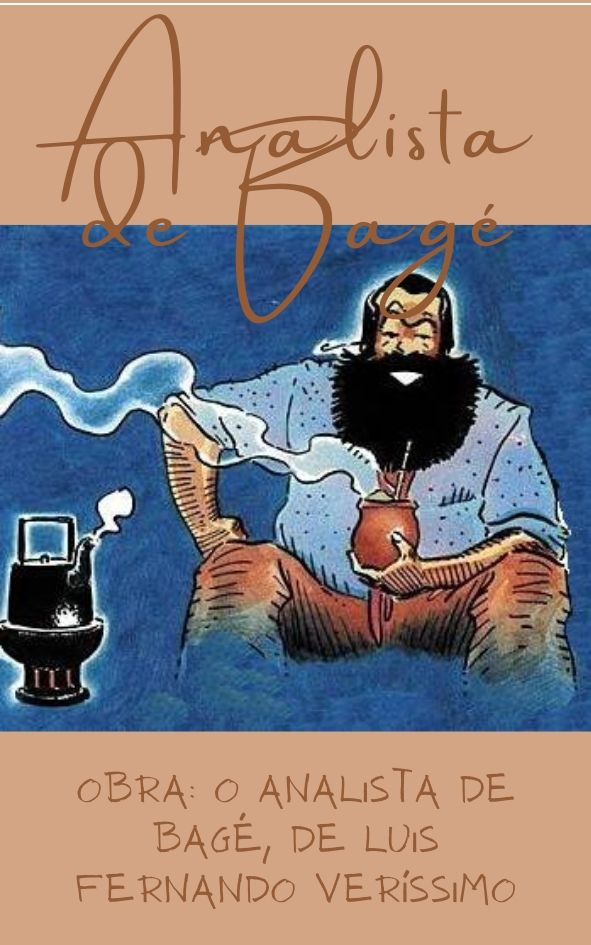 Analista
de Bagé
OBRA: O ANALISTA DE
BAGÉ, DE LUIS
FERNANDO VERÍSSIMO